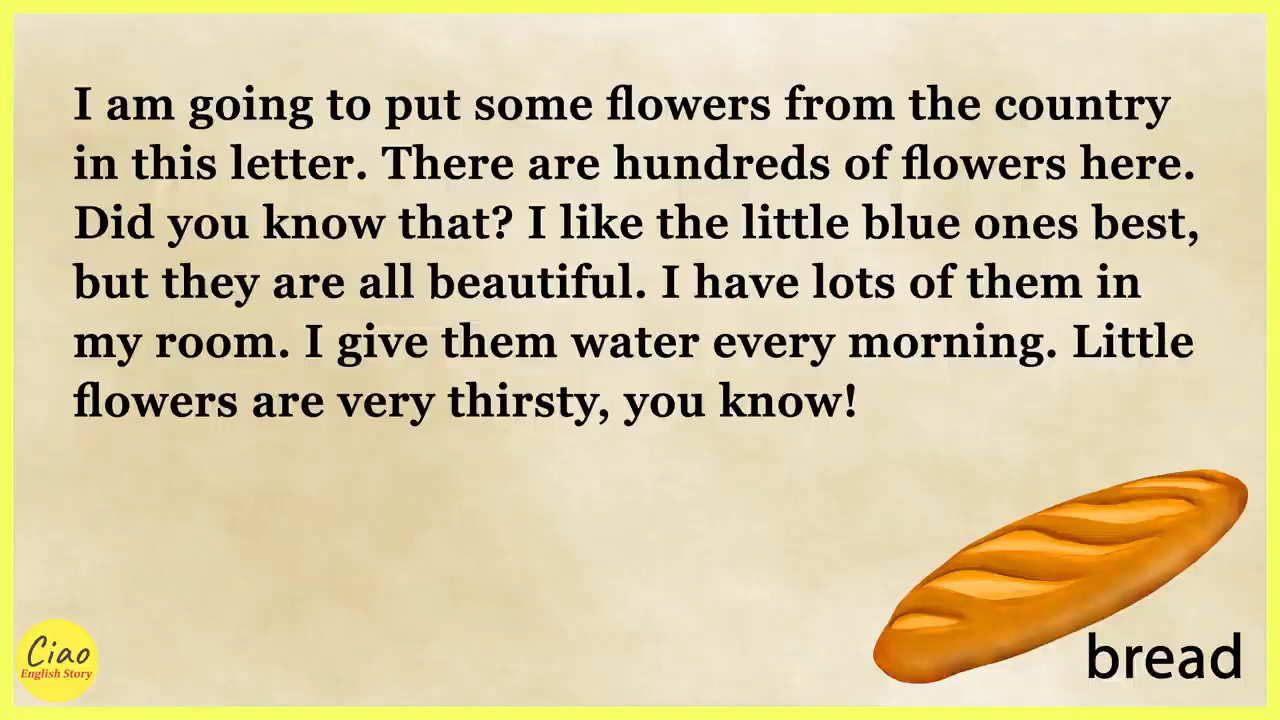 I am going to put some flowers from the country
in this letter. There are hundreds of flowers here.
Did you know that? I like the little blue ones best,
but they are all beautiful. I have lots of them in
my room. I give them water every morning. Little
flowers are very thirsty, you know!
bread
Ciao
English Story